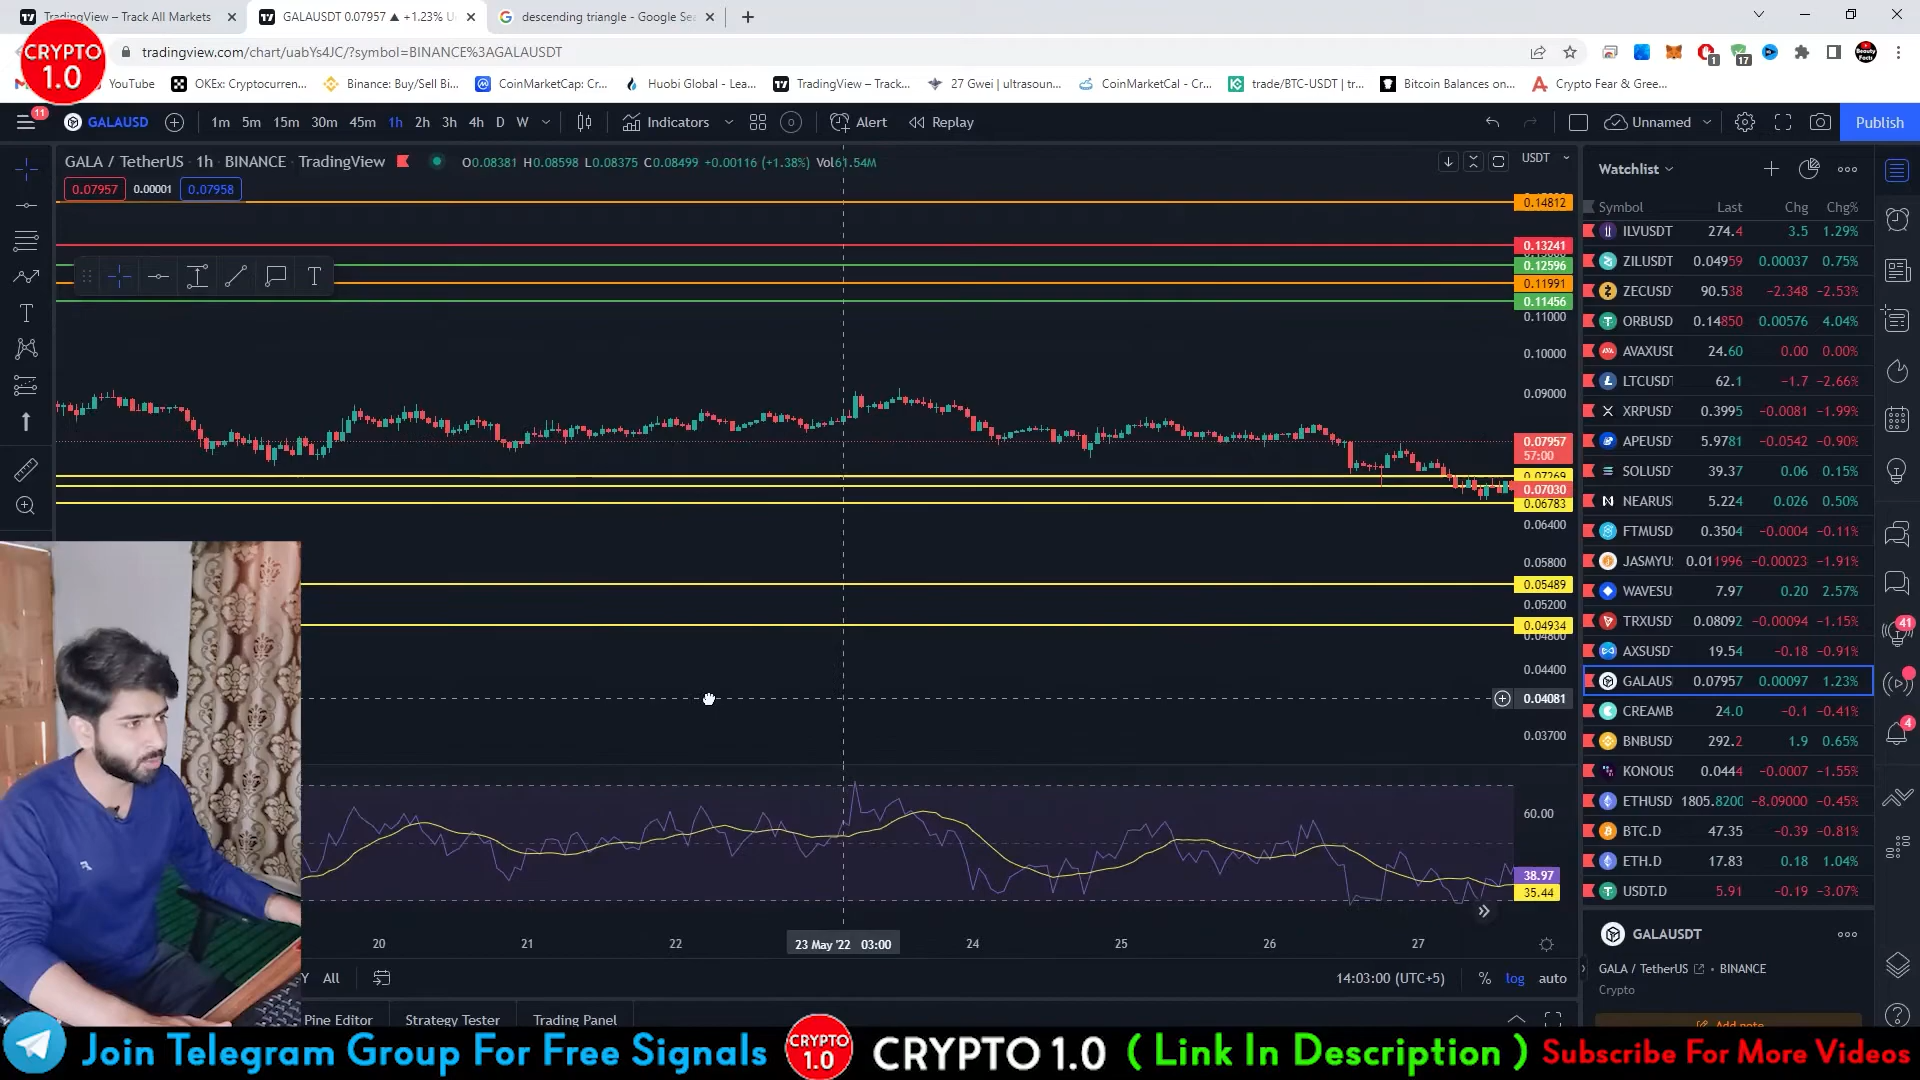 TradingView – Track All Markets
GALAUSDT 0.07957 ▲ +1.23% U
descending triangle - Google Se
tradingview.com/chart/uabYs4JC/?symbol=BINANCE%3AGALAUSDT
CRYPTO
1.0
YouTube
OKEx: Cryptocurren...
Binance: Buy/Sell Bi...
CoinMarketCap: Cr...
Huobi Global - Lea...
TradingView – Track...
27 Gwei | ultrasoun...
CoinMarketCal - Cr...
trade/BTC-USDT | tr...
Bitcoin Balances on...
Crypto Fear & Gree...
11
GALAUSD
1m 5m 15m 30m 45m 1h 2h 3h 4h D W
Indicators
Alert
Replay
Unnamed
Publish
GALA / TetherUS · 1h · BINANCE · TradingView
O0.08381 H0.08598 L0.08375 C0.08499 +0.00116 (+1.38%) Vol61.54M
USDT
0.07957 0.00001 0.07958
0.14812
0.13241
0.12596
0.11991
0.11456
0.11000
0.10000
0.09000
0.07957
57:00
0.07269
0.07030
0.06783
0.06400
0.05800
0.05489
0.05200
0.04934
0.04800
0.04400
0.04081
0.03700
60.00
38.97
35.44
20 21 22 23 May '22 03:00 24 25 26 27
Y All
14:03:00 (UTC+5) % log auto
Pine Editor Strategy Tester Trading Panel
Watchlist
Symbol Last Chg Chg%
ILVUSDT 274.4 3.5 1.29%
ZILUSDT 0.04959 0.00037 0.75%
ZECUSD 90.538 −2.348 −2.53%
ORBUSD 0.14850 0.00576 4.04%
AVAXUSI 24.60 0.00 0.00%
LTCUSDT 62.1 −1.7 −2.66%
XRPUSD 0.3995 −0.0081 −1.99%
APEUSD 5.9781 −0.0542 −0.90%
SOLUSD 39.37 0.06 0.15%
NEARUS 5.224 0.026 0.50%
FTMUSD 0.3504 −0.0004 −0.11%
JASMYU 0.011996 −0.00023 −1.91%
WAVESU 7.97 0.20 2.57%
TRXUSD 0.08092 −0.00094 −1.15%
AXSUSD 19.54 −0.18 −0.91%
GALAUS 0.07957 0.00097 1.23%
CREAMB 24.0 −0.1 −0.41%
BNBUSD 292.2 1.9 0.65%
KONOUS 0.0444 −0.0007 −1.55%
ETHUSD 1805.8200 −8.09000 −0.45%
BTC.D 47.35 −0.39 −0.81%
ETH.D 17.83 0.18 1.04%
USDT.D 5.91 −0.19 −3.07%
GALAUSDT
GALA / TetherUS · BINANCE
Crypto
Add note
41
4
Join Telegram Group For Free Signals
CRYPTO
1.0
CRYPTO 1.0 ( Link In Description )
Subscribe For More Videos